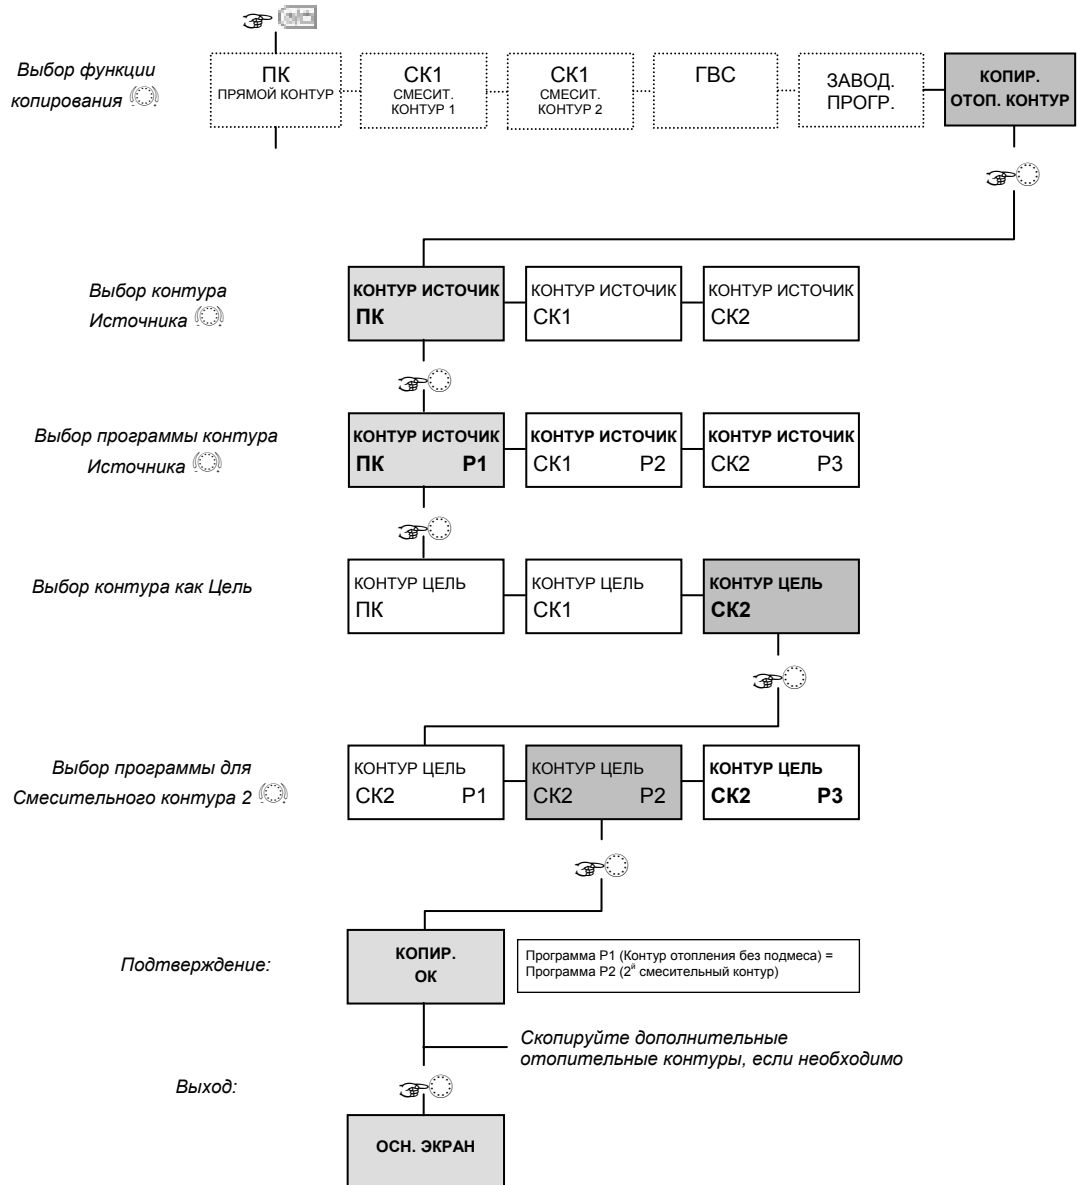 Выбор функции
копирования
ПК
ПРЯМОЙ КОНТУР
СК1
СМЕСИТ.
КОНТУР 1
СК1
СМЕСИТ.
КОНТУР 2
ГВС
ЗАВОД.
ПРОГР.
КОПИР.
ОТОП. КОНТУР
Выбор контура
Источника
КОНТУР ИСТОЧИК
ПК
КОНТУР ИСТОЧИК
СК1
КОНТУР ИСТОЧИК
СК2
Выбор программы контура
Источника
КОНТУР ИСТОЧИК
ПК P1
КОНТУР ИСТОЧИК
СК1 P2
КОНТУР ИСТОЧИК
СК2 P3
Выбор контура как Цель
КОНТУР ЦЕЛЬ
ПК
КОНТУР ЦЕЛЬ
СК1
КОНТУР ЦЕЛЬ
СК2
Выбор программы для
Смесительного контура 2
КОНТУР ЦЕЛЬ
СК2 P1
КОНТУР ЦЕЛЬ
СК2 P2
КОНТУР ЦЕЛЬ
СК2 P3
Подтверждение:
КОПИР.
ОК
Программа P1 (Контур отопления без подмеса) =
Программа P2 (2й смесительный контур)
Скопируйте дополнительные
отопительные контуры, если необходимо
Выход:
ОСН. ЭКРАН